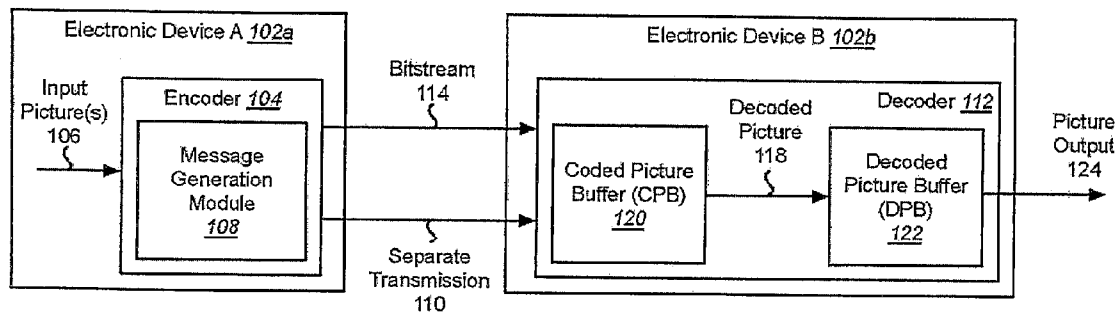 Electronic Device A 102a
Input
Picture(s)
106
Encoder 104
Message
Generation
Module
108
Bitstream
114
Separate
Transmission
110
Electronic Device B 102b
Decoder 112
Coded Picture
Buffer (CPB)
120
Decoded
Picture
118
Decoded
Picture Buffer
(DPB)
122
Picture
Output
124